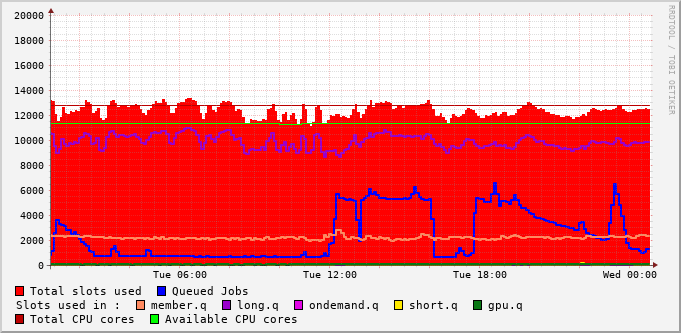 20000
18000
16000
14000
12000
10000
8000
6000
4000
2000
0
Tue 06:00 Tue 12:00 Tue 18:00 Wed 00:00
RRDTOOL / TOBI OETIKER
Total slots used Queued Jobs
Slots used in : member.q long.q ondemand.q short.q gpu.q
Total CPU cores Available CPU cores